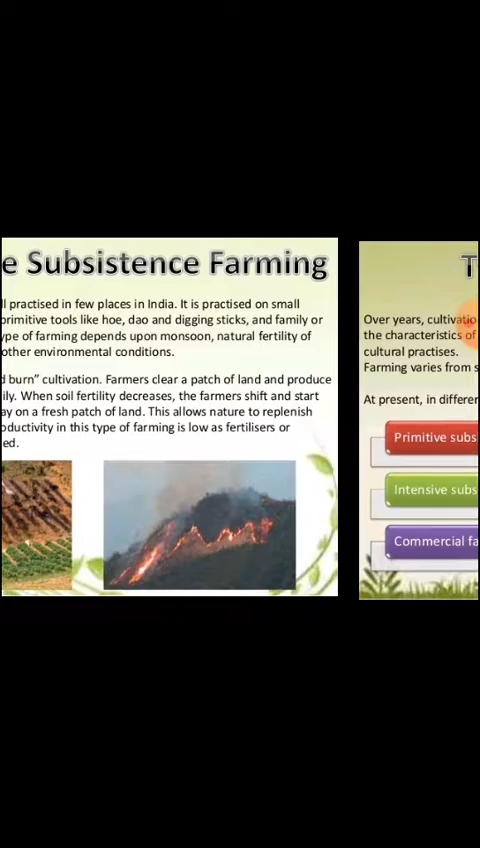 e Subsistence Farming
ll practised in few places in India. It is practised on small
primitive tools like hoe, dao and digging sticks, and family or
ype of farming depends upon monsoon, natural fertility of
other environmental conditions.
d burn” cultivation. Farmers clear a patch of land and produce
ily. When soil fertility decreases, the farmers shift and start
ay on a fresh patch of land. This allows nature to replenish
oductivity in this type of farming is low as fertilisers or
ed.
T
Over years, cultivatio
the characteristics of
cultural practises.
Farming varies from s
At present, in differen
Primitive subs
Intensive subs
Commercial fa